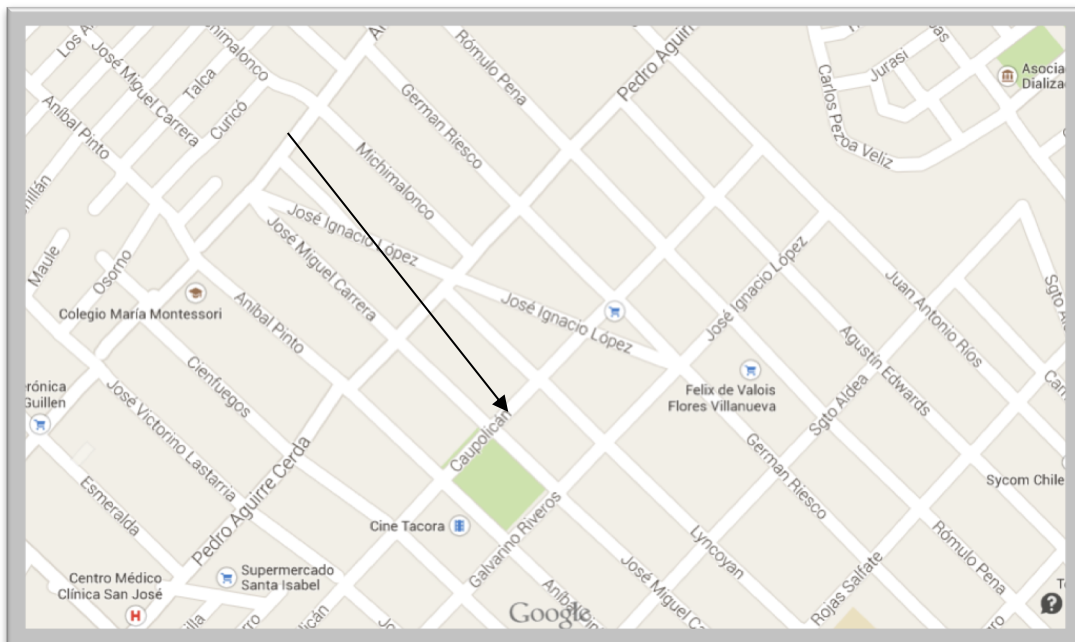 José Miguel Carrera
Talca
Curicó
Aníbal Pinto
Michimalonco
German Riesco
Rómulo Pena
Carlos Pezoa Veliz
Jurasi
José Ignacio López
José Miguel Carrera
Maule
Osorno
Colegio María Montessori
Aníbal Pinto
José Ignacio López
José Ignacio López
Juan Antonio Ríos
Agustín Edwards
Felix de Valois
Flores Villanueva
Cienfuegos
José Victorino Lastarria
Caupolicán
Sgto Aldea
German Riesco
Sycom Chile
Esmeralda
Pedro Aguirre Cerda
Cine Tacora
Galvarino Riveros
Lyncoyan
Rómulo Pena
Centro Médico
Clínica San José
Supermercado
Santa Isabel
José Miguel C
Rojas Salfate
H
Google
?